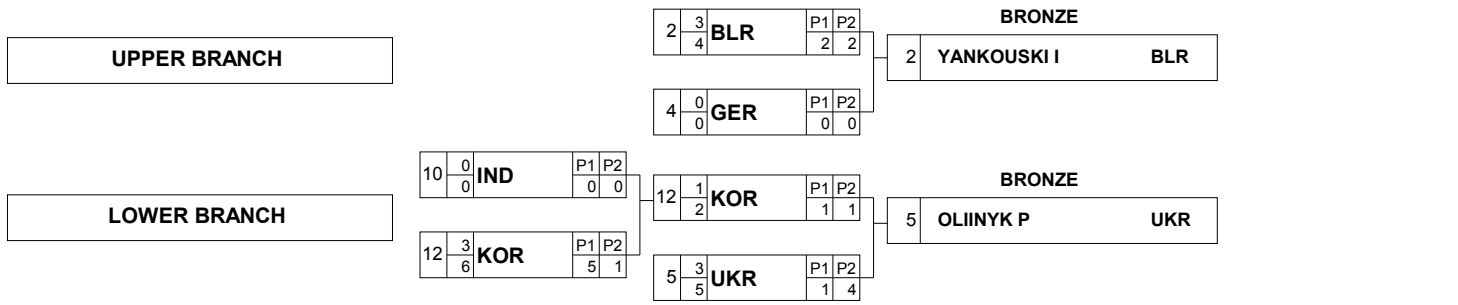 UPPER BRANCH
2 3 4 BLR P1 P2 2 2
4 0 0 GER P1 P2 0 0
BRONZE
2 YANKOUSKI I BLR
LOWER BRANCH
10 0 0 IND P1 P2 0 0
12 3 6 KOR P1 P2 5 1
12 1 2 KOR P1 P2 1 1
5 3 5 UKR P1 P2 1 4
BRONZE
5 OLIINYK P UKR